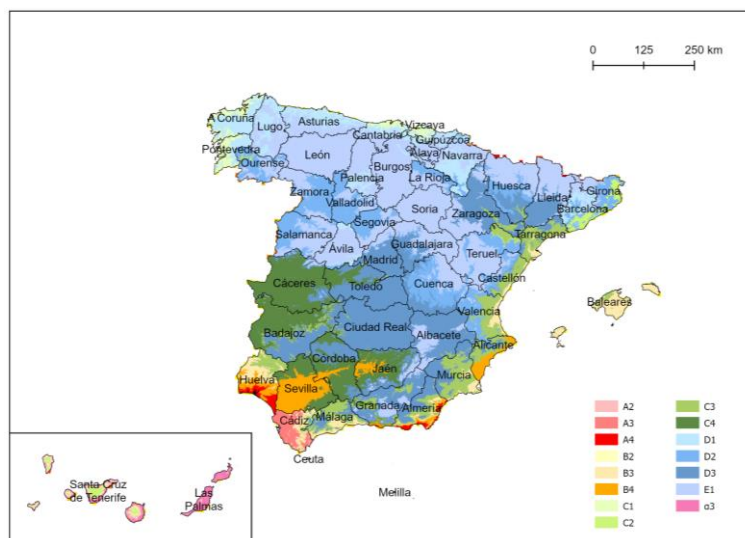 0 125 250 km
A Coruña
Lugo
Asturias
Cantabria
Vizcaya
Guipúzcoa
Pontevedra
Ourense
León
Palencia
Burgos
Álava
Navarra
La Rioja
Huesca
Lleida
Girona
Barcelona
Zamora
Valladolid
Soria
Zaragoza
Segovia
Tarragona
Salamanca
Ávila
Guadalajara
Teruel
Madrid
Castellón
Cáceres
Toledo
Cuenca
Baleares
Valencia
Badajoz
Ciudad Real
Albacete
Alicante
Córdoba
Jaén
Murcia
Huelva
Sevilla
Granada
Almería
Cádiz
Málaga
Ceuta
Melilla
Santa Cruz
de Tenerife
Las
Palmas
A2
A3
A4
B2
B3
B4
C1
C2
C3
C4
D1
D2
D3
E1
α3